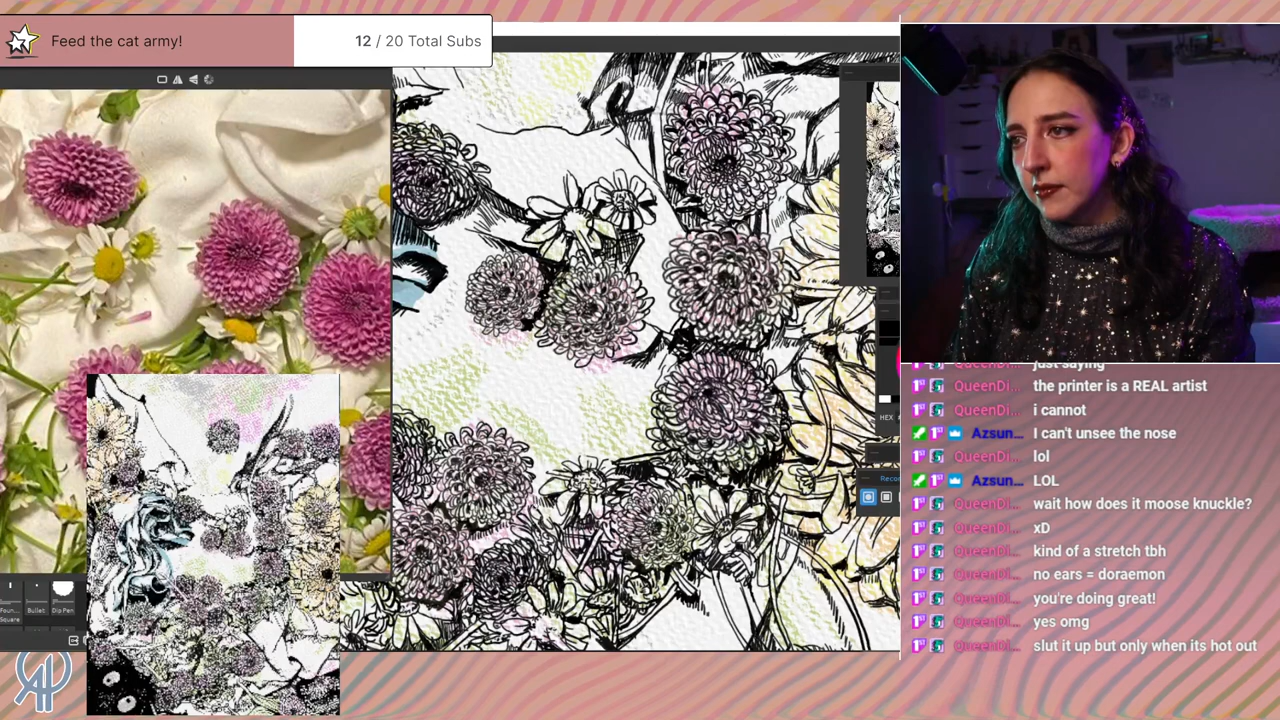 Feed the cat army!
12 / 20 Total Subs
Foun...
Square
Bullet
Dip Pen
HEX
Recor
just saying
QueenDi... the printer is a REAL artist
QueenDi... i cannot
Azsun... I can't unsee the nose
QueenDi... lol
Azsun... LOL
QueenDi... wait how does it moose knuckle?
QueenDi... xD
QueenDi... kind of a stretch tbh
QueenDi... no ears = doraemon
QueenDi... you're doing great!
QueenDi... yes omg
QueenDi... slut it up but only when its hot out